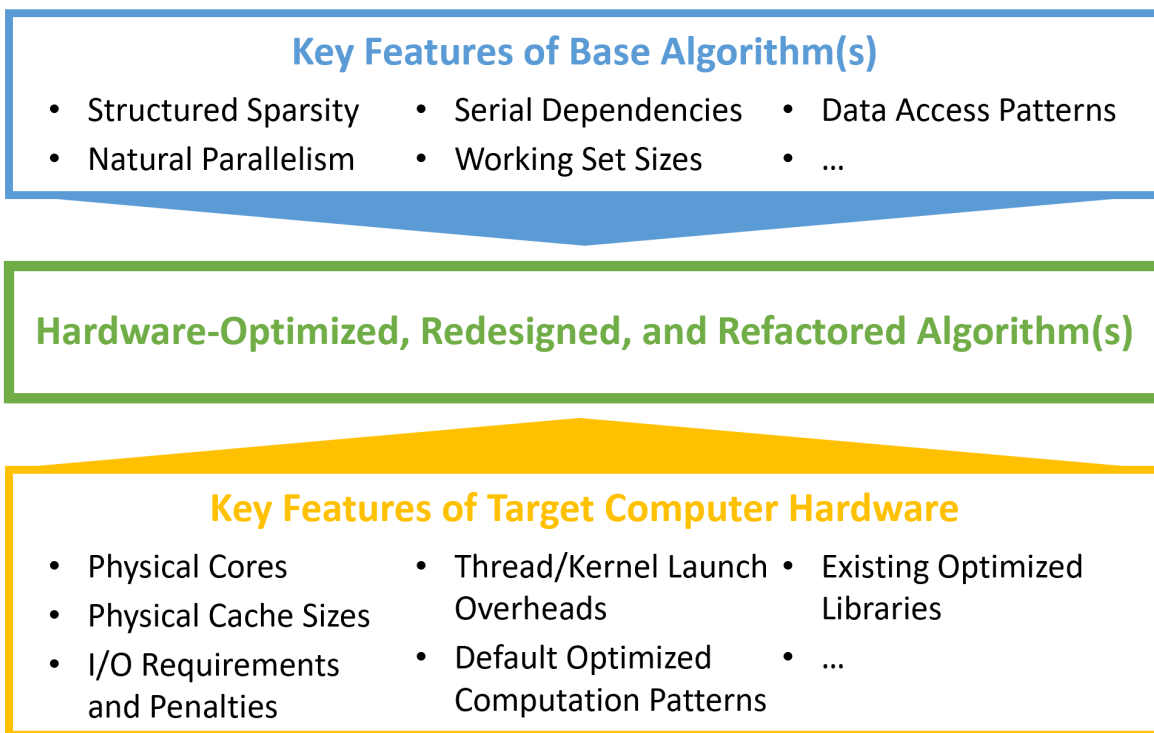 Key Features of Base Algorithm(s)
• Structured Sparsity
• Natural Parallelism
• Serial Dependencies
• Working Set Sizes
• Data Access Patterns
• ...
Hardware-Optimized, Redesigned, and Refactored Algorithm(s)
Key Features of Target Computer Hardware
• Physical Cores
• Physical Cache Sizes
• I/O Requirements
and Penalties
• Thread/Kernel Launch
Overheads
• Default Optimized
Computation Patterns
• Existing Optimized
Libraries
• ...